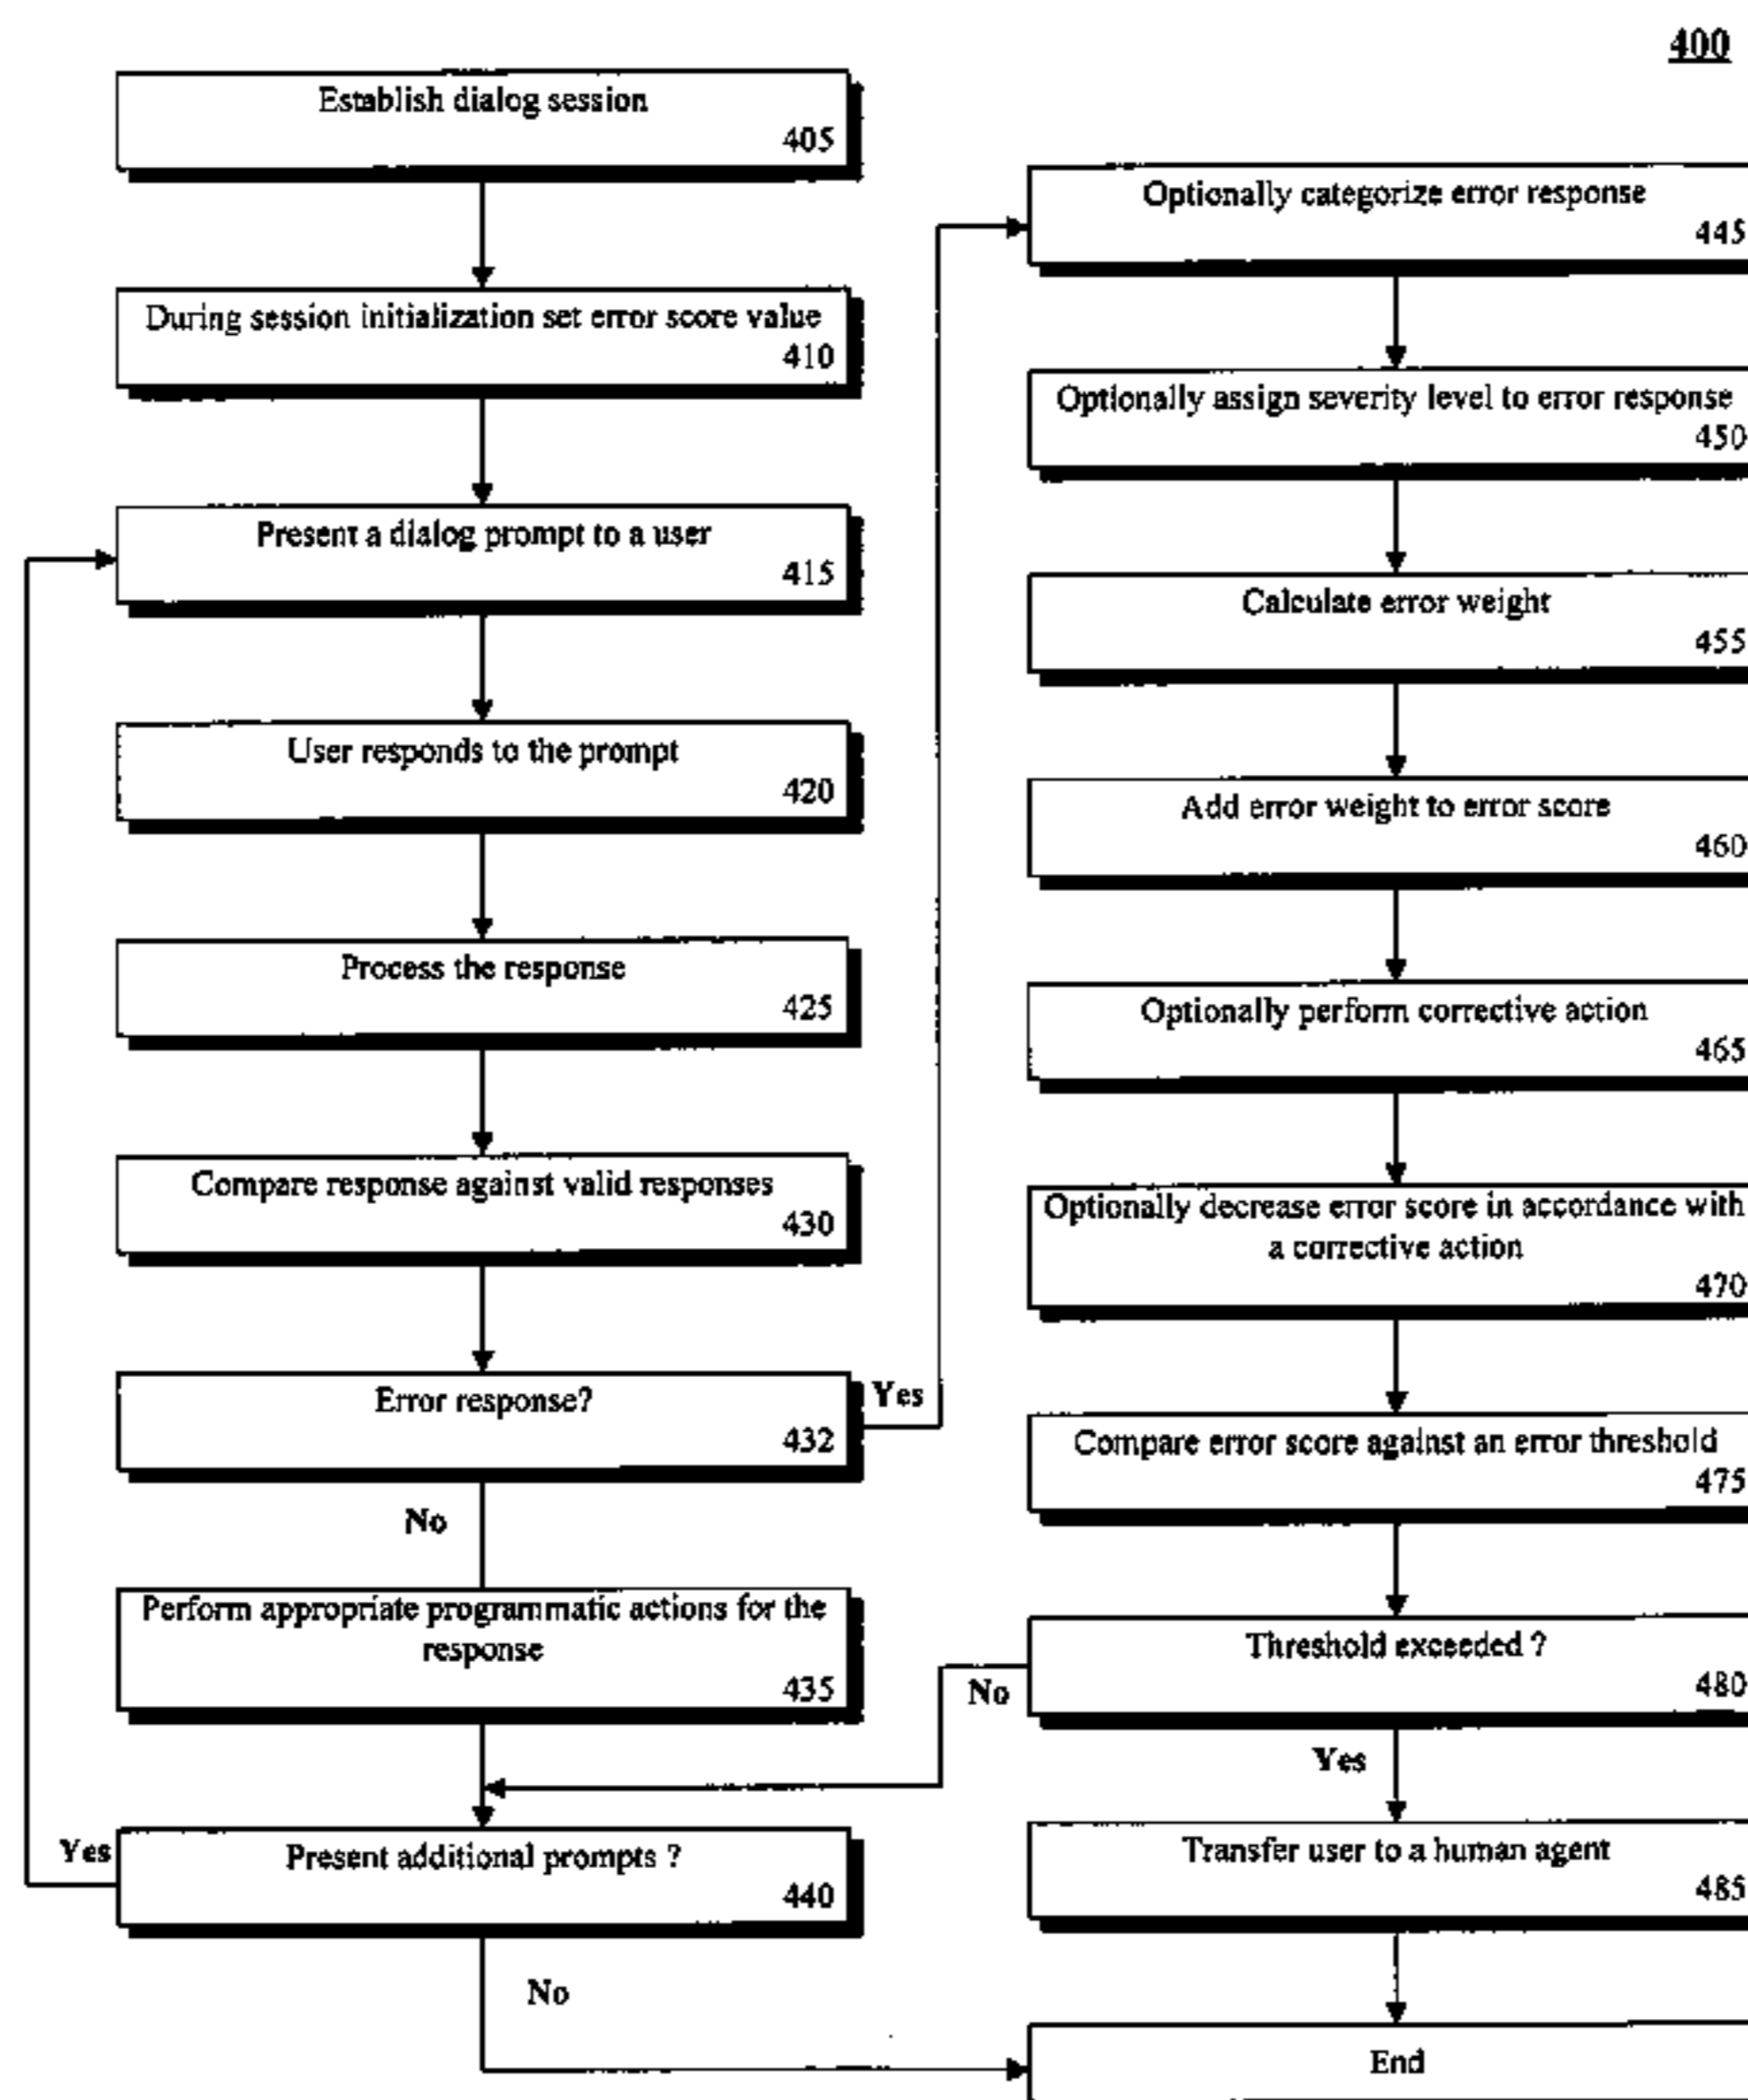 400
Establish dialog session
405
During session initialization set error score value
410
Present a dialog prompt to a user
415
User responds to the prompt
420
Process the response
425
Compare response against valid responses
430
Error response?
432
Yes
No
Perform appropriate programmatic actions for the
response
435
Present additional prompts ?
440
Yes
No
Optionally categorize error response
445
Optionally assign severity level to error response
450
Calculate error weight
455
Add error weight to error score
460
Optionally perform corrective action
465
Optionally decrease error score in accordance with
a corrective action
470
Compare error score against an error threshold
475
Threshold exceeded ?
480
No
Yes
Transfer user to a human agent
485
End